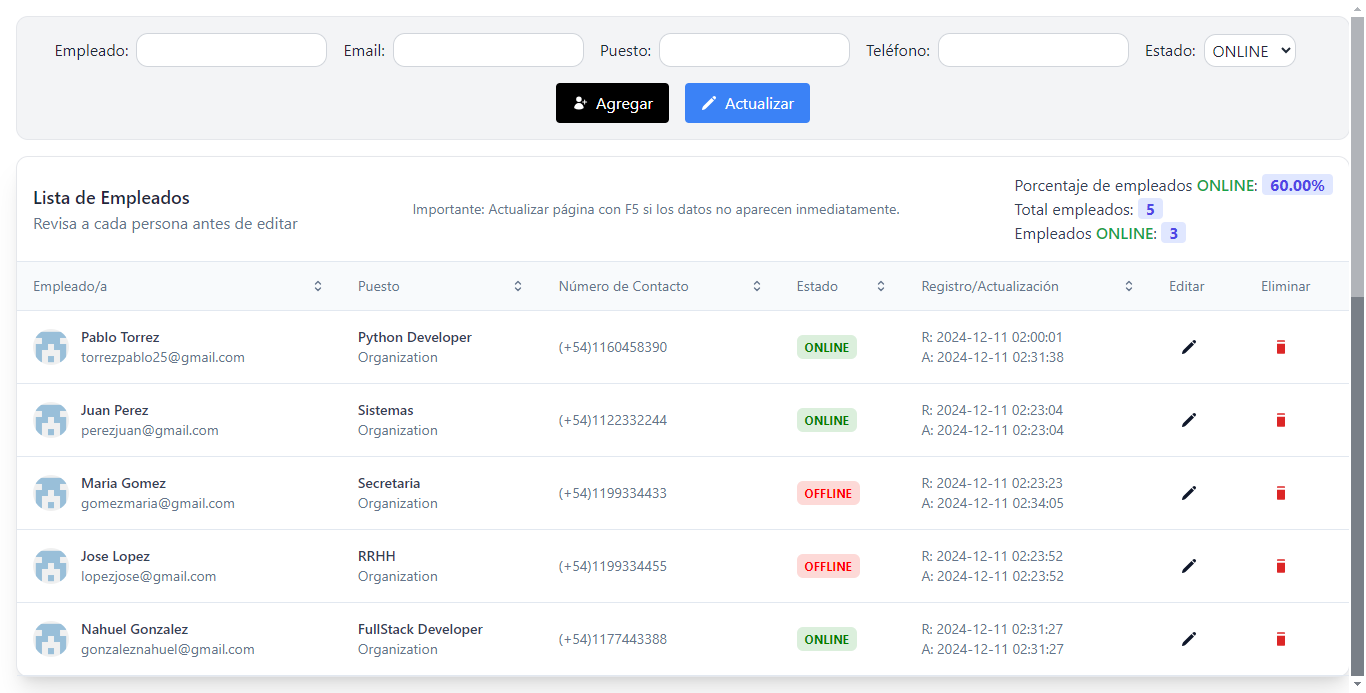 Empleado: Email: Puesto: Teléfono: Estado: ONLINE
Agregar Actualizar
Lista de Empleados
Revisa a cada persona antes de editar
Importante: Actualizar página con F5 si los datos no aparecen inmediatamente.
Porcentaje de empleados ONLINE: 60.00%
Total empleados: 5
Empleados ONLINE: 3
Empleado/a Puesto Número de Contacto Estado Registro/Actualización Editar Eliminar
Pablo Torrez Python Developer R: 2024-12-11 02:00:01
(+54)1160458390 ONLINE
torrezpablo25@gmail.com Organization A: 2024-12-11 02:31:38
Juan Perez Sistemas R: 2024-12-11 02:23:04
(+54)1122332244 ONLINE
perezjuan@gmail.com Organization A: 2024-12-11 02:23:04
Maria Gomez Secretaria R: 2024-12-11 02:23:23
(+54)1199334433 OFFLINE
gomezmaria@gmail.com Organization A: 2024-12-11 02:34:05
Jose Lopez RRHH R: 2024-12-11 02:23:52
(+54)1199334455 OFFLINE
lopezjose@gmail.com Organization A: 2024-12-11 02:23:52
Nahuel Gonzalez FullStack Developer R: 2024-12-11 02:31:27
(+54)1177443388 ONLINE
gonzaleznahuel@gmail.com Organization A: 2024-12-11 02:31:27